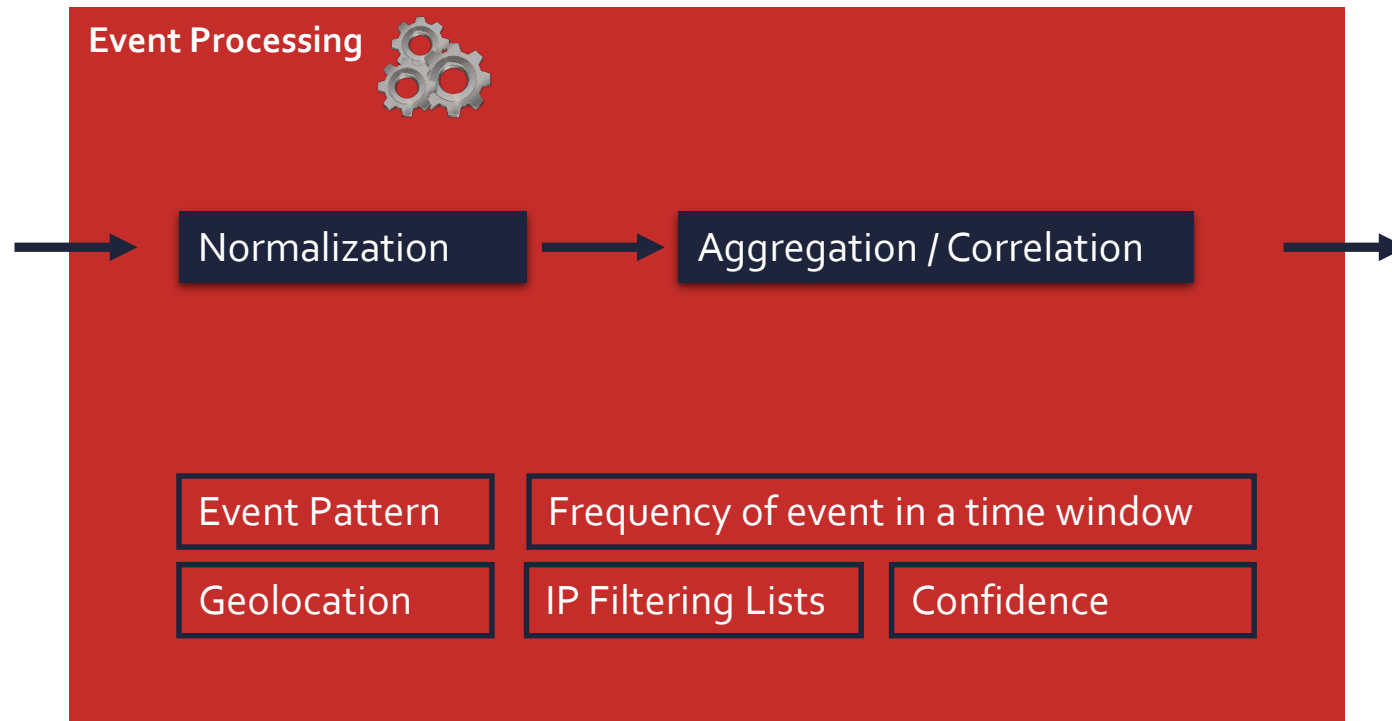 Event Processing
Normalization
Aggregation / Correlation
Event Pattern
Frequency of event in a time window
Geolocation
IP Filtering Lists
Confidence